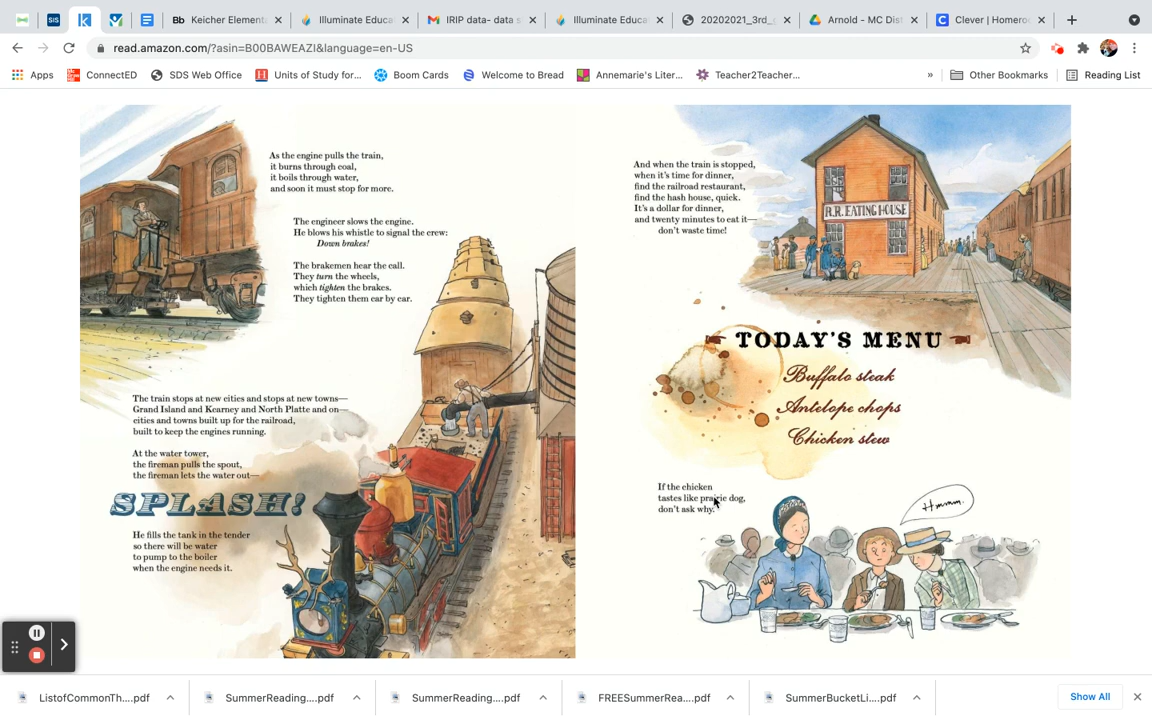 Bb Keicher Elementa
Illuminate Educa
IRIP data- data s
Illuminate Educa
20202021_3rd_
Arnold - MC Dis
Clever | Homeroo
read.amazon.com/?asin=B00BAWEAZI&language=en-US
Apps
ConnectED
SDS Web Office
Units of Study for...
Boom Cards
Welcome to Bread
Annemarie's Liter...
Teacher2Teacher...
»
Other Bookmarks
Reading List
As the engine pulls the train,
it burns through coal,
it boils through water,
and soon it must stop for more.
The engineer slows the engine.
He blows his whistle to signal the crew:
Down brakes!
The brakemen hear the call.
They turn the wheels,
which tighten the brakes.
They tighten them car by car.
The train stops at new cities and stops at new towns—
Grand Island and Kearney and North Platte and on—
cities and towns built up for the railroad,
built to keep the engines running.
At the water tower,
the fireman pulls the spout,
the fireman lets the water out—
SPLASH!
He fills the tank in the tender
so there will be water
to pump to the boiler
when the engine needs it.
And when the train is stopped,
when it's time for dinner,
find the railroad restaurant,
find the hash house, quick.
It's a dollar for dinner,
and twenty minutes to eat it—
don't waste time!
R.R. EATING HOUSE
TODAY'S MENU
Buffalo steak
Antelope chops
Chicken stew
If the chicken
tastes like prairie dog,
don't ask why.
Hmmm.
ListofCommonTh....pdf
SummerReading....pdf
SummerReading....pdf
FREESummerRea....pdf
SummerBucketLi....pdf
Show All